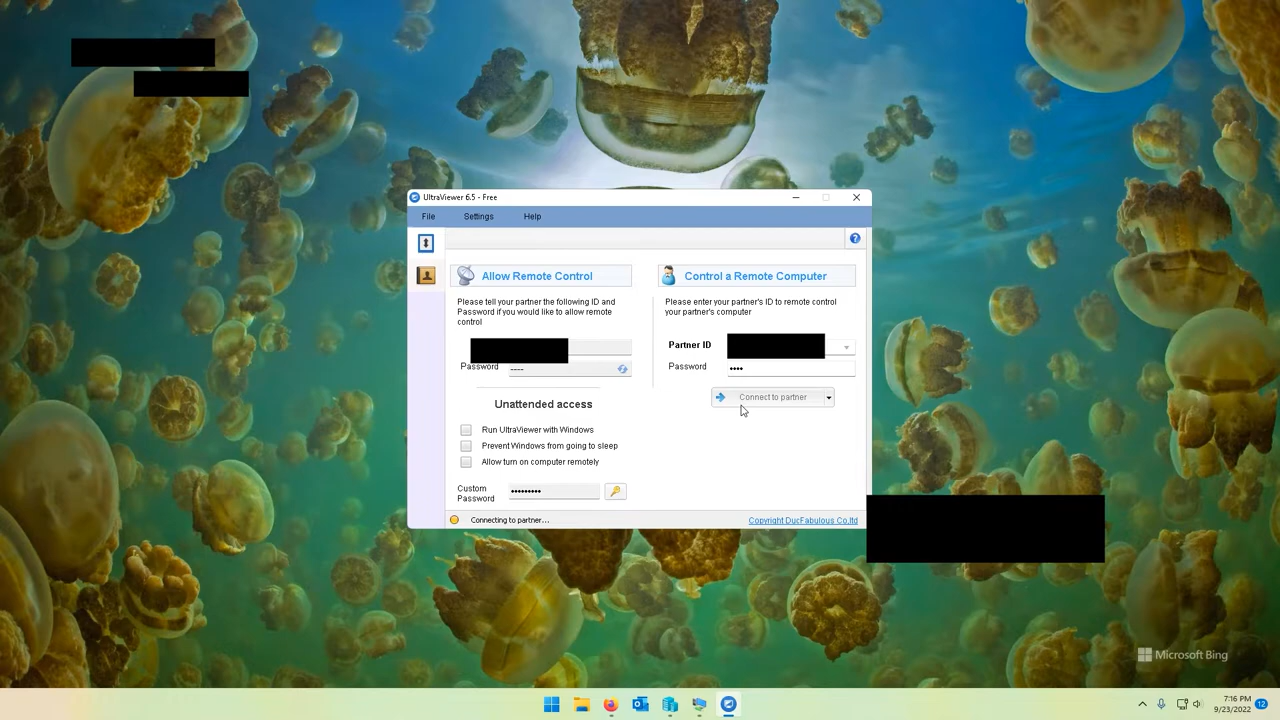 UltraViewer 6.5 - Free
File Settings Help
Allow Remote Control
Please tell your partner the following ID and
Password if you would like to allow remote
control
Password
Unattended access
Run UltraViewer with Windows
Prevent Windows from going to sleep
Allow turn on computer remotely
Custom
Password
Control a Remote Computer
Please enter your partner's ID to remote control
your partner's computer
Partner ID
Password
Connect to partner
Connecting to partner...
Copyright DucFabulous Co,ltd
Microsoft Bing
7:16 PM
9/23/2022
12